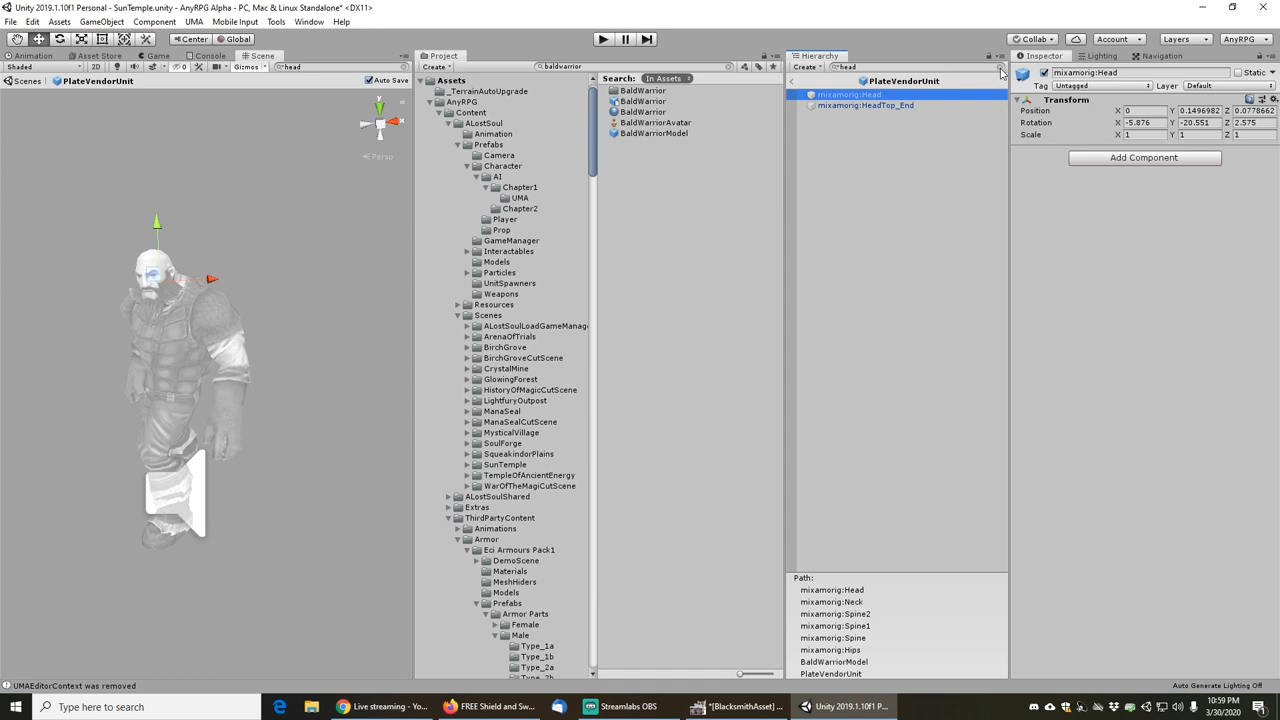 Unity 2019.1.10f1 Personal - SunTemple.unity - AnyRPG Alpha - PC, Mac & Linux Standalone* <DX11>
File Edit Assets GameObject Component UMA Mobile Input Tools Window Help
Center Global Collab Account Layers AnyRPG
Animation Asset Store Game Console Scene
Shaded 2D 0 Gizmos head
Scenes PlateVendorUnit Auto Save
y
x
z
Persp
Project
Create baldwarrior
Assets
_TerrainAutoUpgrade
AnyRPG
Content
ALostSoul
Animation
Prefabs
Camera
Character
AI
Chapter1
UMA
Chapter2
Player
Prop
GameManager
Interactables
Models
Particles
UnitSpawners
Weapons
Resources
Scenes
ALostSoulLoadGameManag
ArenaOfTrials
BirchGrove
BirchGroveCutScene
CrystalMine
GlowingForest
HistoryOfMagicCutScene
LightfuryOutpost
ManaSeal
ManaSealCutScene
MysticalVillage
SoulForge
SqueakindorPlains
SunTemple
TempleOfAncientEnergy
WarOfTheMagiCutScene
ALostSoulShared
Extras
ThirdPartyContent
Animations
Armor
Eci Armours Pack1
DemoScene
Materials
MeshHiders
Models
Prefabs
Armor Parts
Female
Male
Type_1a
Type_1b
Type_2a
Type_2b
Search: In Assets
BaldWarrior
BaldWarrior
BaldWarrior
BaldWarriorAvatar
BaldWarriorModel
Hierarchy
Create head
PlateVendorUnit
mixamorig:Head
mixamorig:HeadTop_End
Path:
mixamorig:Head
mixamorig:Neck
mixamorig:Spine2
mixamorig:Spine1
mixamorig:Spine
mixamorig:Hips
BaldWarriorModel
PlateVendorUnit
Inspector Lighting Navigation
mixamorig:Head Static
Tag Untagged Layer Default
Transform
Position X 0 Y 0.1496982 Z 0.0778662
Rotation X -5.876 Y -20.551 Z 2.575
Scale X 1 Y 1 Z 1
Add Component
UMAEditorContext was removed
Auto Generate Lighting Off
Type here to search
Live streaming - Yo...
FREE Shield and Sw...
Streamlabs OBS
*[BlacksmithAsset] ...
Unity 2019.1.10f1 P...
10:59 PM
3/30/2020